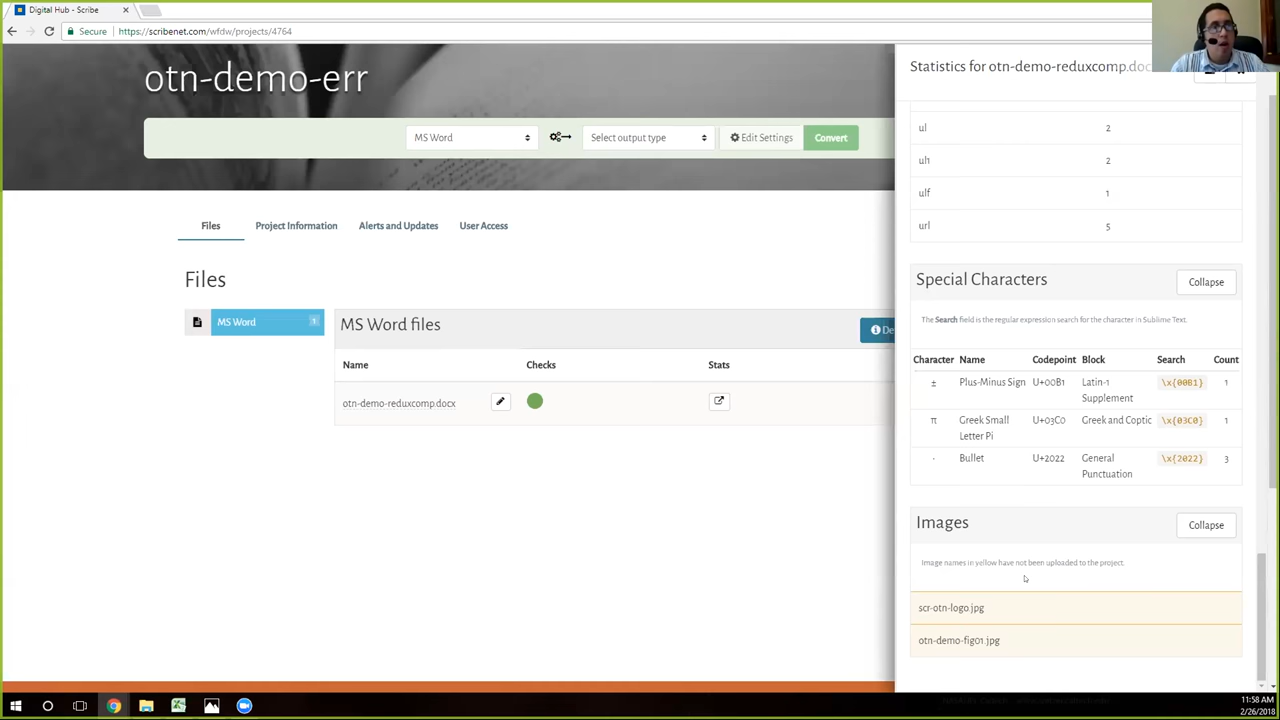 Digital Hub - Scribe
Secure https://scribenet.com/wfdw/projects/4764
otn-demo-err
MS Word Select output type Edit Settings Convert
Files Project Information Alerts and Updates User Access
Files
MS Word 1
MS Word files
De
Name Checks Stats
otn-demo-reduxcomp.docx
Statistics for otn-demo-reduxcomp.doc
ul 2
ul1 2
ulf 1
url 5
Special Characters Collapse
The Search field is the regular expression search for the character in Sublime Text.
Character Name Codepoint Block Search Count
± Plus-Minus Sign U+00B1 Latin-1 Supplement \x{00B1} 1
π Greek Small Letter Pi U+03C0 Greek and Coptic \x{03C0} 1
· Bullet U+2022 General Punctuation \x{2022} 3
Images Collapse
Image names in yellow have not been uploaded to the project.
scr-otn-logo.jpg
otn-demo-fig01.jpg
11:58 AM
2/26/2018